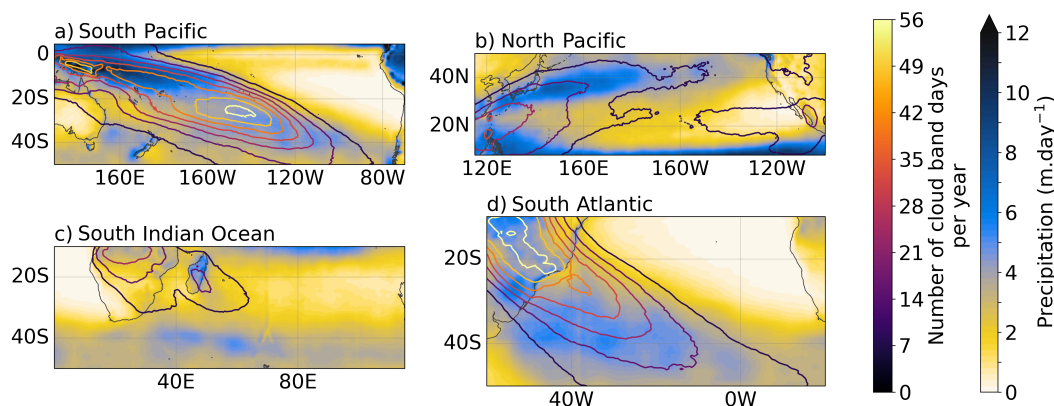 a) South Pacific
0
20S
40S
160E
160W
120W
80W
b) North Pacific
40N
20N
120E
160E
160W
120W
c) South Indian Ocean
20S
40S
40E
80E
d) South Atlantic
20S
40S
40W
0W
56
49
42
35
28
21
14
7
0
Number of cloud band days
per year
12
10
8
6
4
2
0
Precipitation (m.day⁻¹)